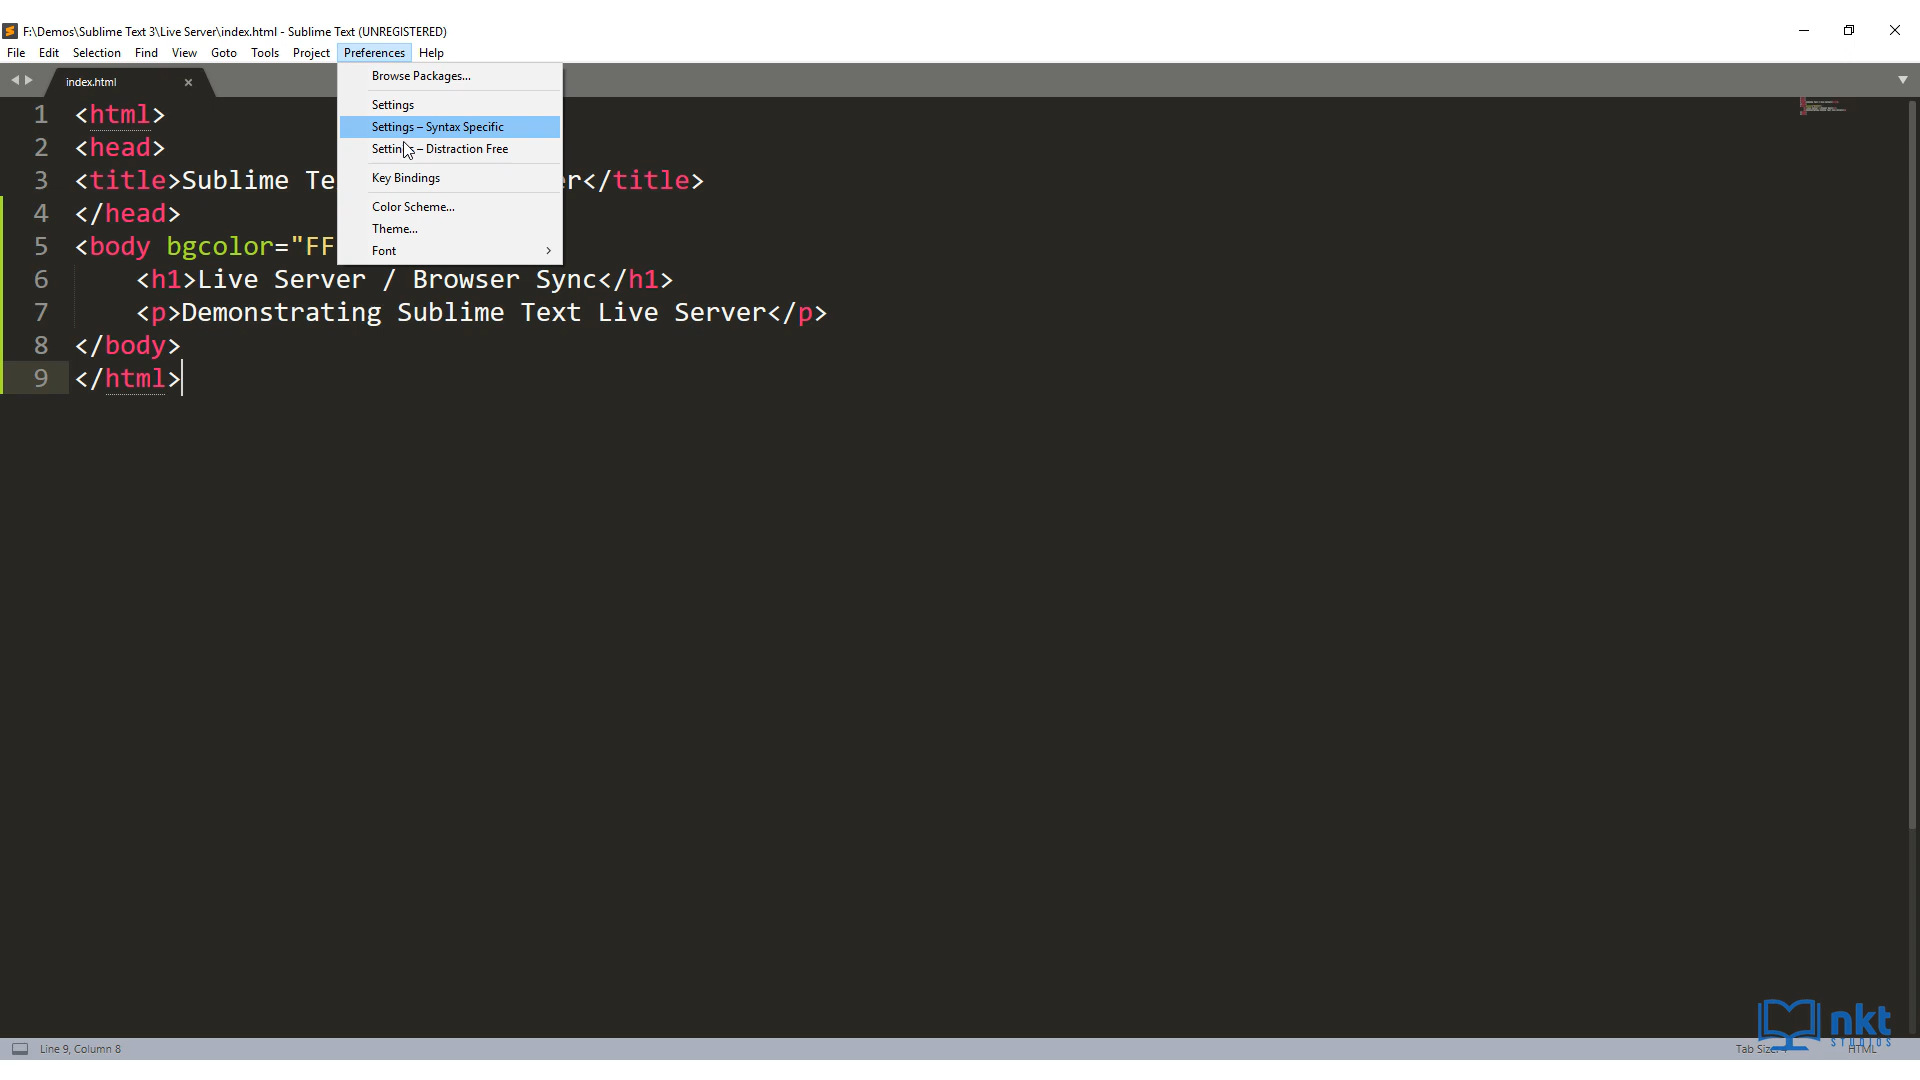 F:\Demos\Sublime Text 3\Live Server\index.html - Sublime Text (UNREGISTERED)
File Edit Selection Find View Goto Tools Project Preferences Help
index.html
Browse Packages...
Settings
Settings – Syntax Specific
Settings – Distraction Free
Key Bindings
Color Scheme...
Theme...
Font
1 <html>
2 <head>
3 <title>Sublime Te r</title>
4 </head>
5 <body bgcolor="FF
6 <h1>Live Server / Browser Sync</h1>
7 <p>Demonstrating Sublime Text Live Server</p>
8 </body>
9 </html>
nkt
STUDIOS
Line 9, Column 8
Tab Size: 4 HTML